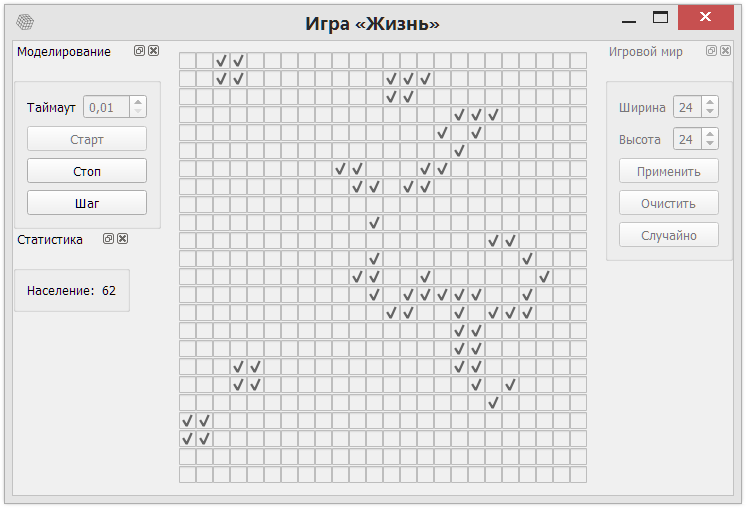 Игра «Жизнь»
Моделирование
Таймаут 0,01
Старт
Стоп
Шаг
Статистика
Население: 62
Игровой мир
Ширина 24
Высота 24
Применить
Очистить
Случайно